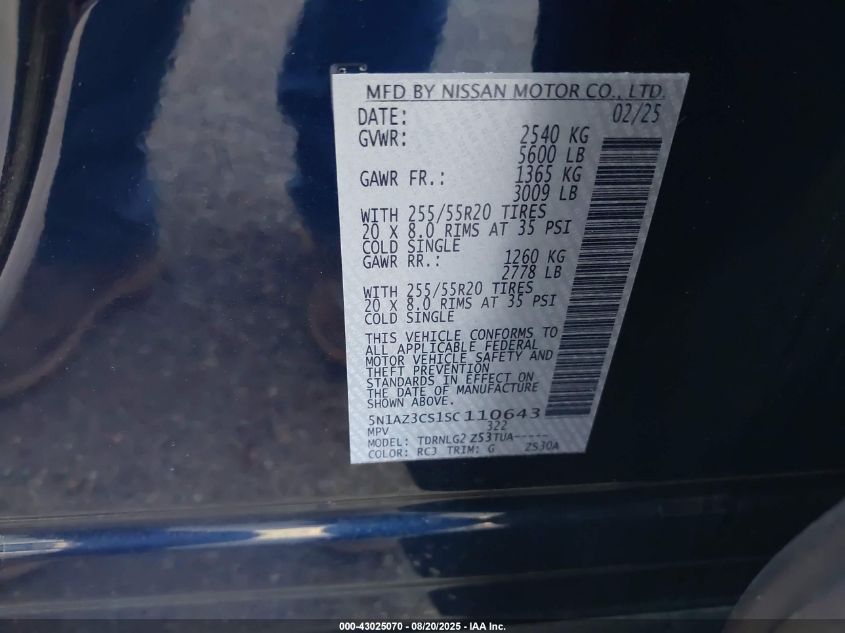 MFD BY NISSAN MOTOR CO., LTD.
DATE: 02/25
GVWR: 2540 KG
5600 LB
GAWR FR.: 1365 KG
3009 LB
WITH 255/55R20 TIRES
20 X 8.0 RIMS AT 35 PSI
COLD SINGLE
GAWR RR.: 1260 KG
2778 LB
WITH 255/55R20 TIRES
20 X 8.0 RIMS AT 35 PSI
COLD SINGLE
THIS VEHICLE CONFORMS TO
ALL APPLICABLE FEDERAL
MOTOR VEHICLE SAFETY AND
THEFT PREVENTION
STANDARDS IN EFFECT ON
THE DATE OF MANUFACTURE
SHOWN ABOVE.
5N1AZ3CS1SC110643
MPV 322
MODEL: TDRNLG2 ZS3TUA-----
COLOR: RCJ TRIM: G ZS30A
000-43025070 - 08/20/2025 - IAA Inc.